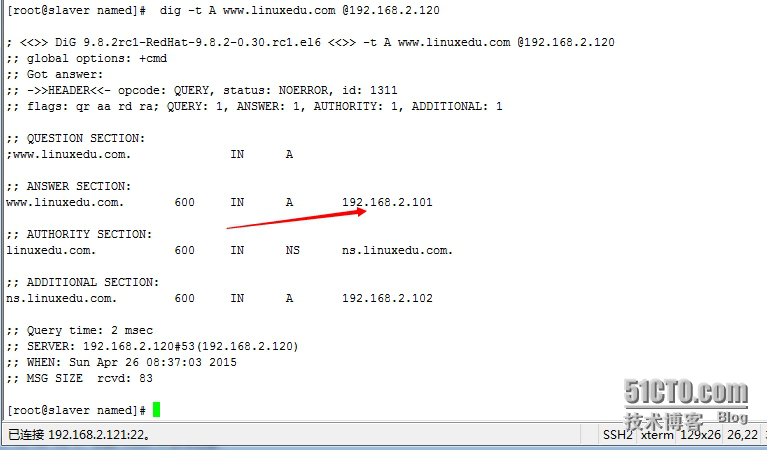 [root@slaver named]#  dig -t A www.linuxedu.com @192.168.2.120
; <<>> DiG 9.8.2rc1-RedHat-9.8.2-0.30.rc1.el6 <<>> -t A www.linuxedu.com @192.168.2.120
;; global options: +cmd
;; Got answer:
;; ->>HEADER<<- opcode: QUERY, status: NOERROR, id: 1311
;; flags: qr aa rd ra; QUERY: 1, ANSWER: 1, AUTHORITY: 1, ADDITIONAL: 1
;; QUESTION SECTION:
;www.linuxedu.com.              IN      A
;; ANSWER SECTION:
www.linuxedu.com.       600     IN      A       192.168.2.101
;; AUTHORITY SECTION:
linuxedu.com.           600     IN      NS      ns.linuxedu.com.
;; ADDITIONAL SECTION:
ns.linuxedu.com.        600     IN      A       192.168.2.102
;; Query time: 2 msec
;; SERVER: 192.168.2.120#53(192.168.2.120)
;; WHEN: Sun Apr 26 08:37:03 2015
;; MSG SIZE  rcvd: 83
[root@slaver named]#
51CTO.com
技术博客 Blog
已连接 192.168.2.121:22。 SSH2 xterm 129x26 26,22